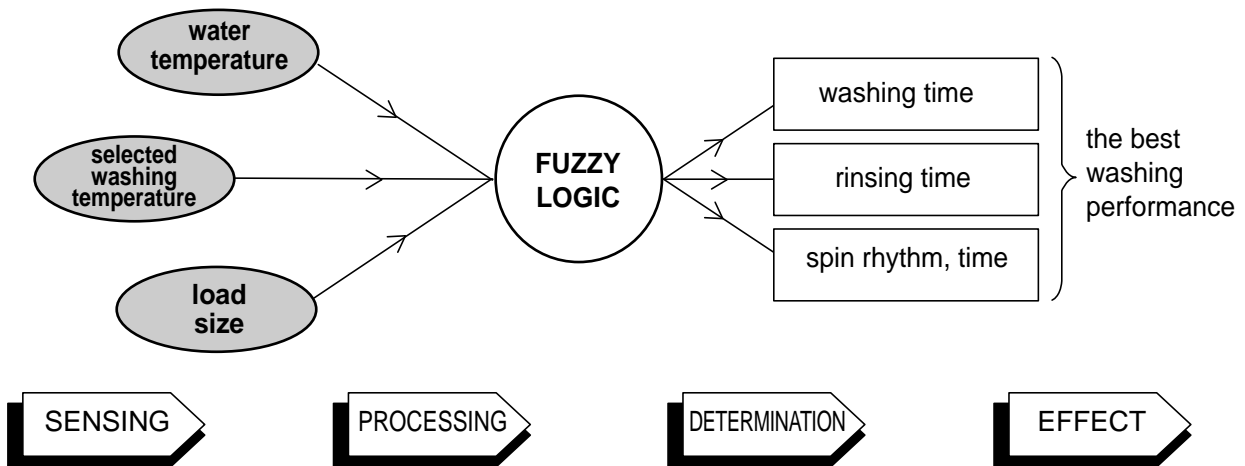 water
temperature
selected
washing
temperature
load
size
FUZZY
LOGIC
washing time
rinsing time
spin rhythm, time
the best
washing
performance
SENSING
PROCESSING
DETERMINATION
EFFECT